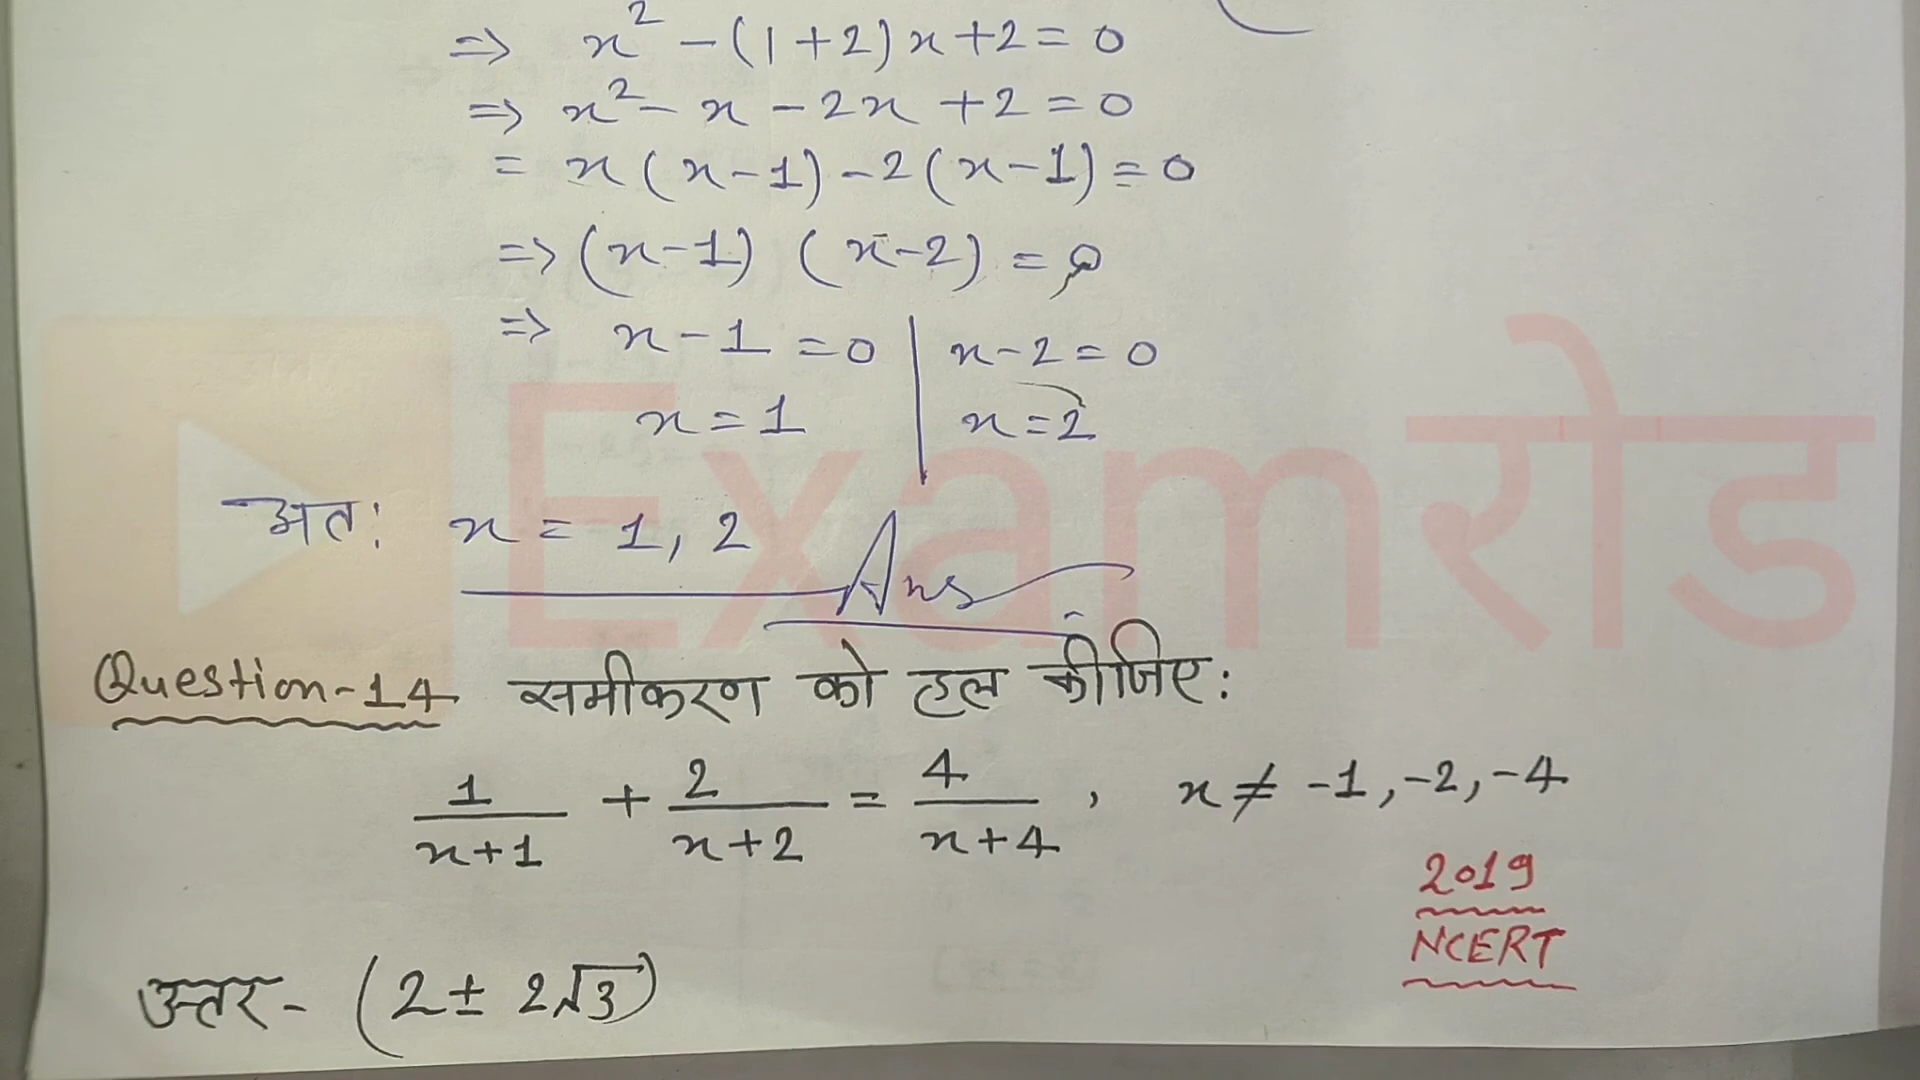 ⇒ x² - (1+2)x+2=0
⇒ x² - x - 2x +2=0
= x(x-1)-2(x-1)=0
⇒ (x-1) (x-2) = 0
⇒ x-1 =0 | x-2=0
x=1 | x=2
अतः x = 1, 2 Ans
Examरोड
Question-14 समीकरण को हल कीजिए:
1/(x+1) + 2/(x+2) = 4/(x+4), x ≠ -1, -2, -4
2019
NCERT
उत्तर- (2 ± 2√3)